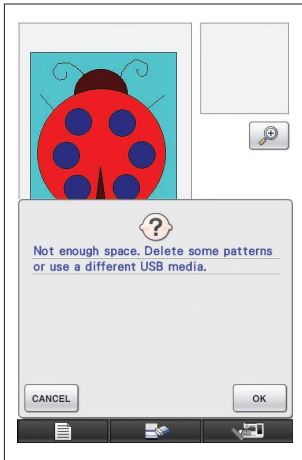 ?
Not enough space. Delete some patterns
or use a different USB media.
CANCEL
OK